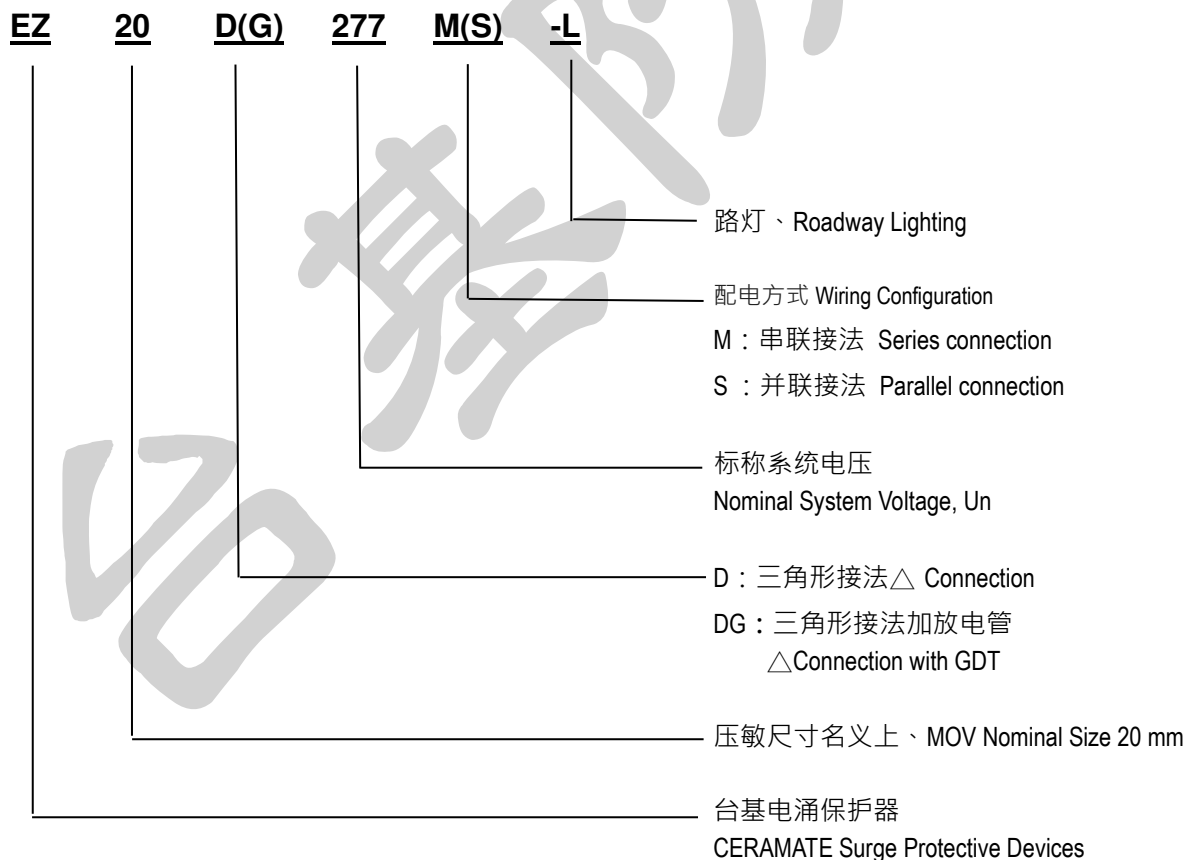 EZ 20 D(G) 277 M(S) -L
路灯、Roadway Lighting
配电方式 Wiring Configuration
M：串联接法 Series connection
S ：并联接法 Parallel connection
标称系统电压
Nominal System Voltage, Un
D：三角形接法△ Connection
DG：三角形接法加放电管
△Connection with GDT
压敏尺寸名义上、MOV Nominal Size 20 mm
台基电涌保护器
CERAMATE Surge Protective Devices
台基